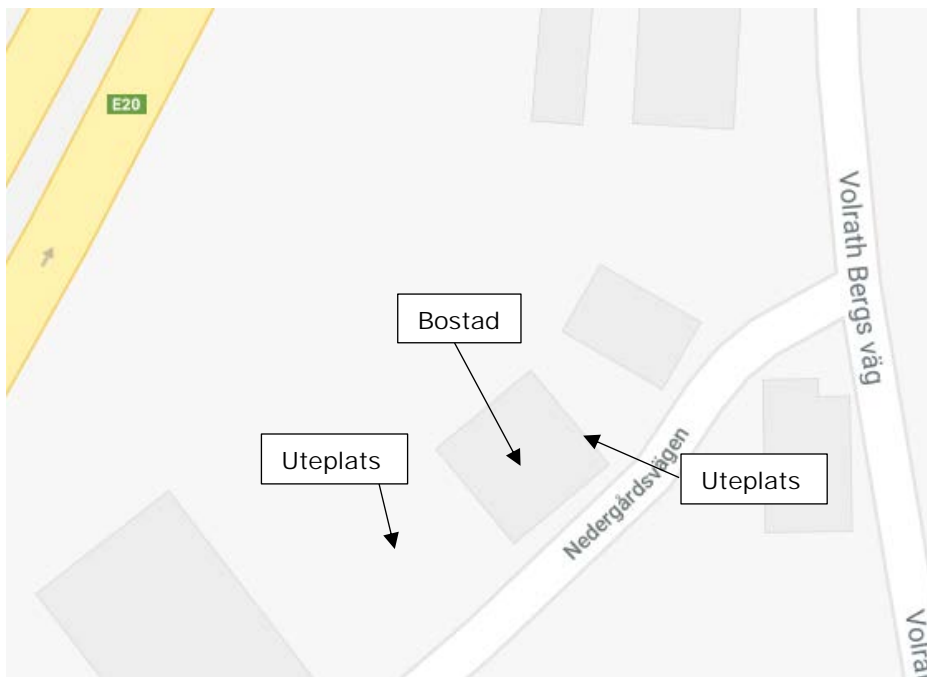 E20
Volrath Bergs väg
Bostad
Uteplats
Uteplats
Nedergårdsvägen
Volra